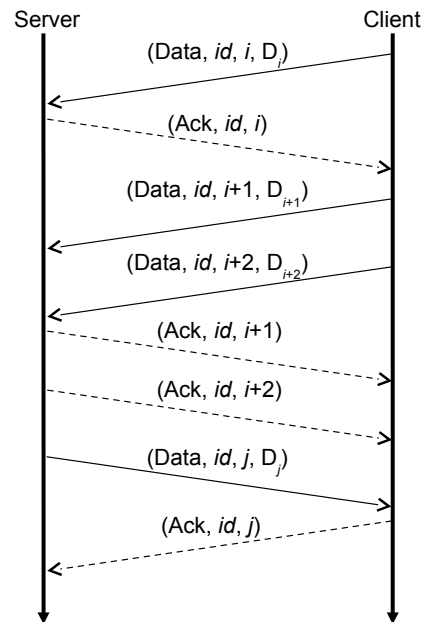 Server Client
(Data, id, i, Dᵢ)
(Ack, id, i)
(Data, id, i+1, Dᵢ₊₁)
(Data, id, i+2, Dᵢ₊₂)
(Ack, id, i+1)
(Ack, id, i+2)
(Data, id, j, Dⱼ)
(Ack, id, j)